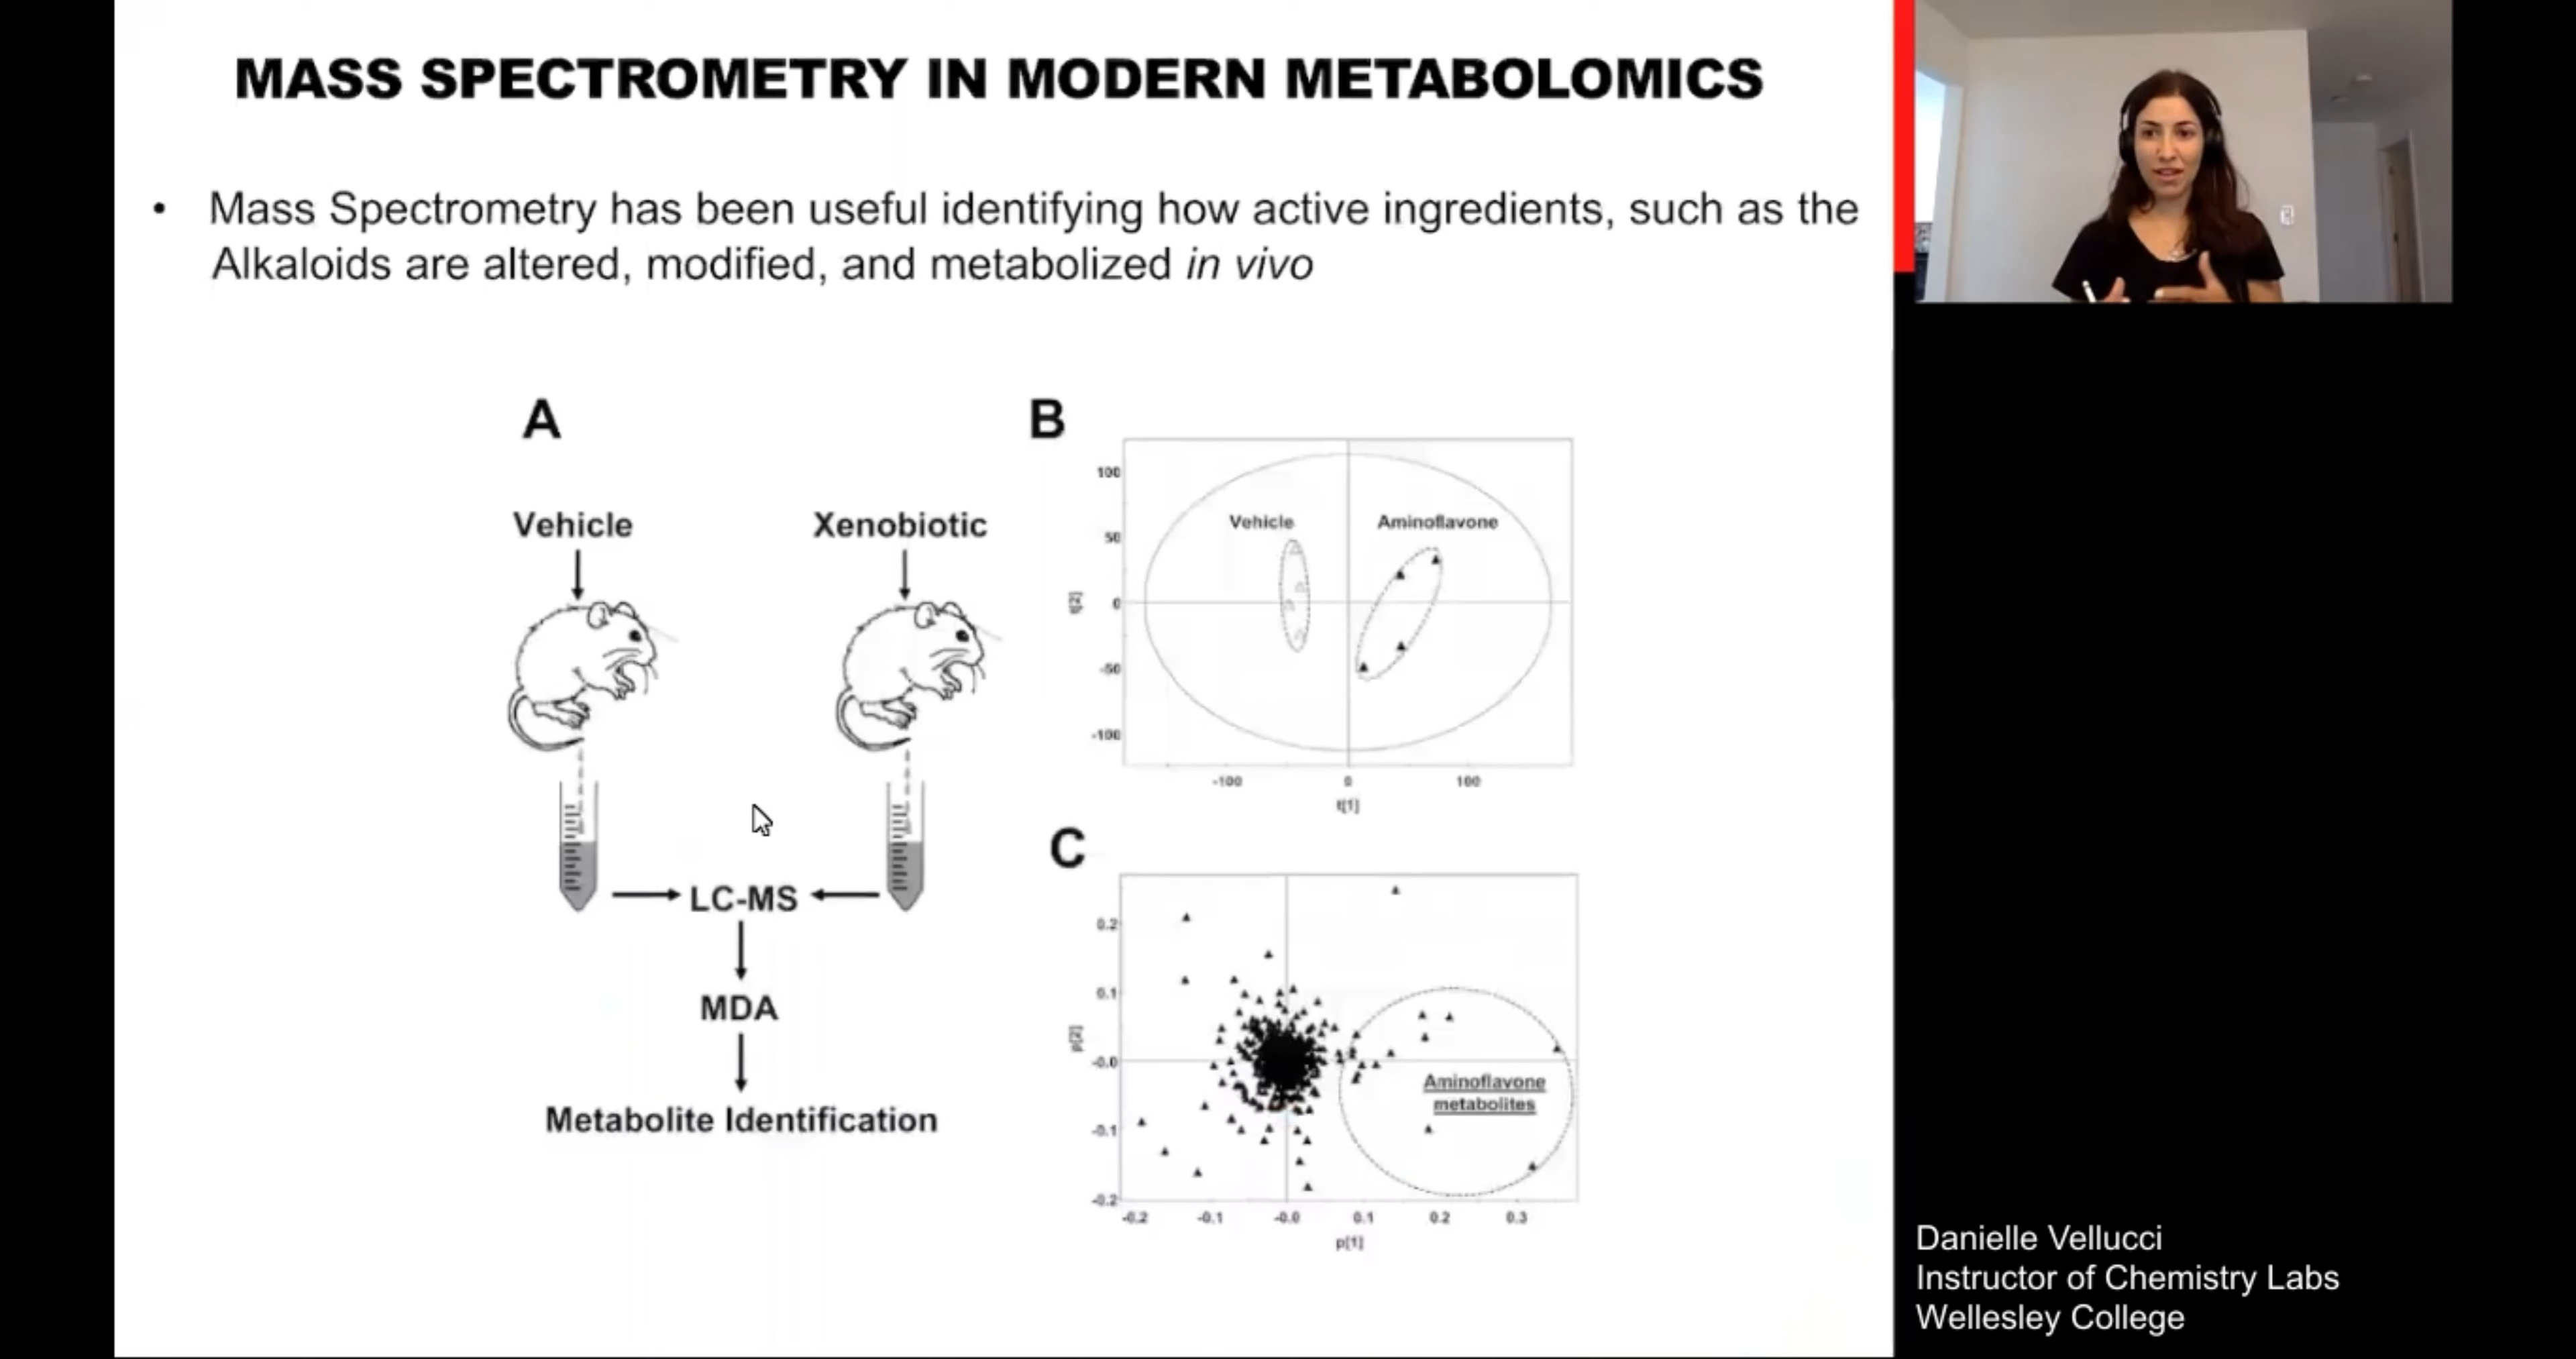 MASS SPECTROMETRY IN MODERN METABOLOMICS
• Mass Spectrometry has been useful identifying how active ingredients, such as the
Alkaloids are altered, modified, and metabolized in vivo
A
Vehicle
Xenobiotic
LC-MS
MDA
Metabolite Identification
B
Vehicle
Aminoflavone
100
50
0
-50
-100
t[2]
-100
0
100
t[1]
C
0.2
0.1
-0.0
-0.1
-0.2
p[2]
Aminoflavone
metabolites
-0.2
-0.1
-0.0
0.1
0.2
0.3
p[1]
Danielle Vellucci
Instructor of Chemistry Labs
Wellesley College